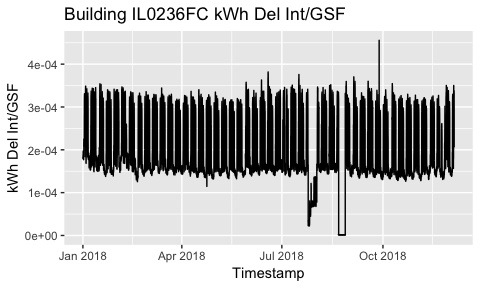 Building IL0236FC kWh Del Int/GSF
kWh Del Int/GSF
4e-04
3e-04
2e-04
1e-04
0e+00
Jan 2018 Apr 2018 Jul 2018 Oct 2018
Timestamp